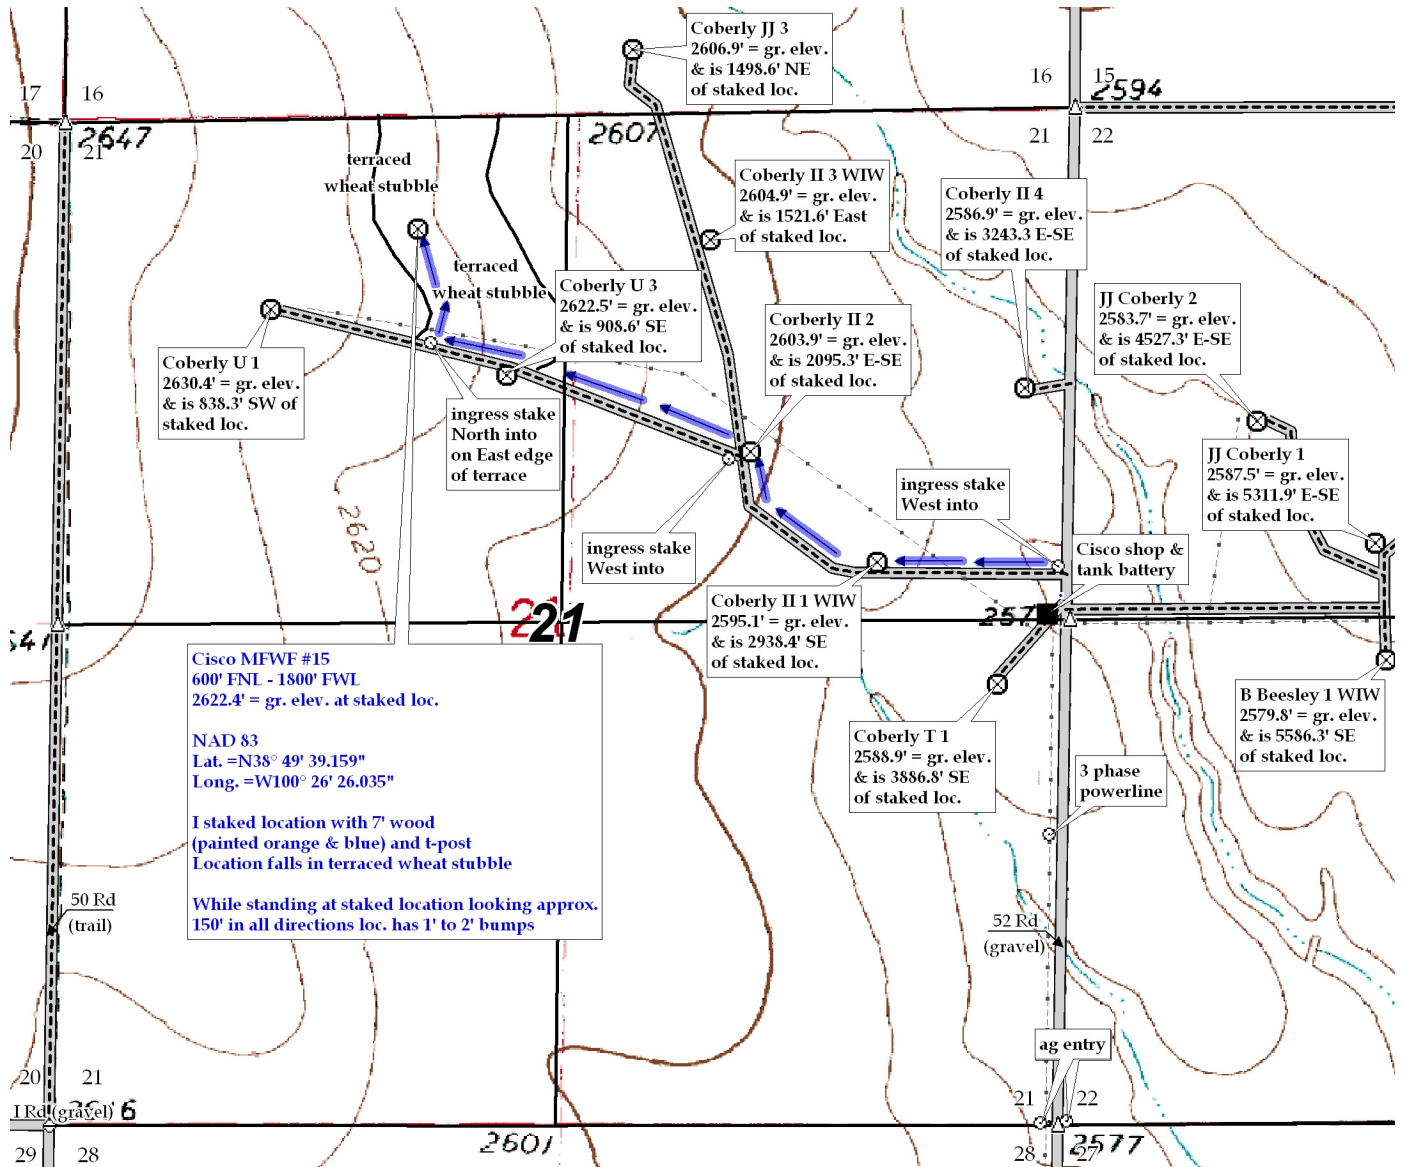 Coberly JJ 3
2606.9' = gr. elev.
& is 1498.6' NE
of staked loc.
16
15
2594
17
16
2647
20
21
2607
21
22
terraced
wheat stubble
Coberly II 3 WIW
2604.9' = gr. elev.
& is 1521.6' East
of staked loc.
Coberly II 4
2586.9' = gr. elev.
& is 3243.3 E-SE
of staked loc.
terraced
wheat stubble
Coberly U 3
2622.5' = gr. elev.
& is 908.6' SE
of staked loc.
JJ Coberly 2
2583.7' = gr. elev.
& is 4527.3' E-SE
of staked loc.
Corberly II 2
2603.9' = gr. elev.
& is 2095.3' E-SE
of staked loc.
Coberly U 1
2630.4' = gr. elev.
& is 838.3' SW of
staked loc.
ingress stake
North into
on East edge
of terrace
JJ Coberly 1
2587.5' = gr. elev.
& is 5311.9' E-SE
of staked loc.
ingress stake
West into
2620
ingress stake
West into
Cisco shop &
tank battery
Coberly II 1 WIW
2595.1' = gr. elev.
& is 2938.4' SE
of staked loc.
257
21
Cisco MFWF #15
600' FNL - 1800' FWL
2622.4' = gr. elev. at staked loc.
NAD 83
Lat. =N38° 49' 39.159"
Long. =W100° 26' 26.035"
I staked location with 7' wood
(painted orange & blue) and t-post
Location falls in terraced wheat stubble
While standing at staked location looking approx.
150' in all directions loc. has 1' to 2' bumps
B Beesley 1 WIW
2579.8' = gr. elev.
& is 5586.3' SE
of staked loc.
Coberly T 1
2588.9' = gr. elev.
& is 3886.8' SE
of staked loc.
3 phase
powerline
50 Rd
(trail)
52 Rd
(gravel)
ag entry
20
21
21
22
I Rd (gravel)
6
29
28
2601
28
27
2577